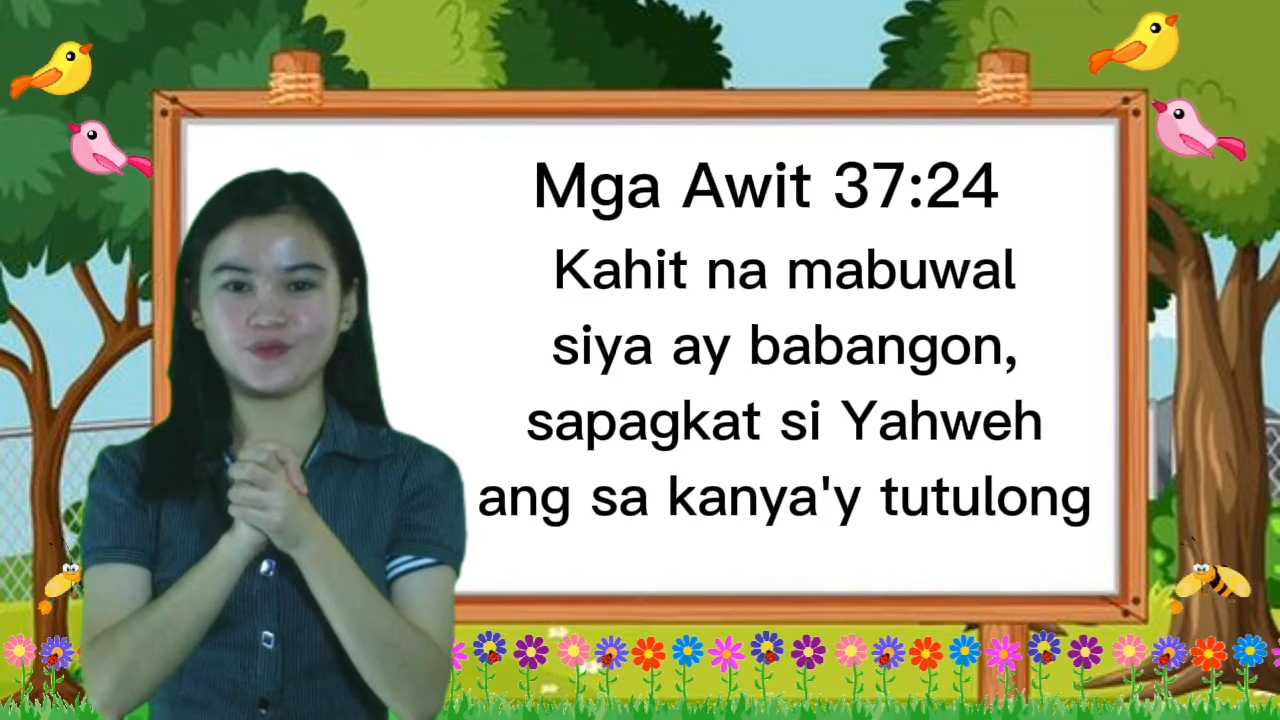 Mga Awit 37:24
Kahit na mabuwal
siya ay babangon,
sapagkat si Yahweh
ang sa kanya'y tutulong